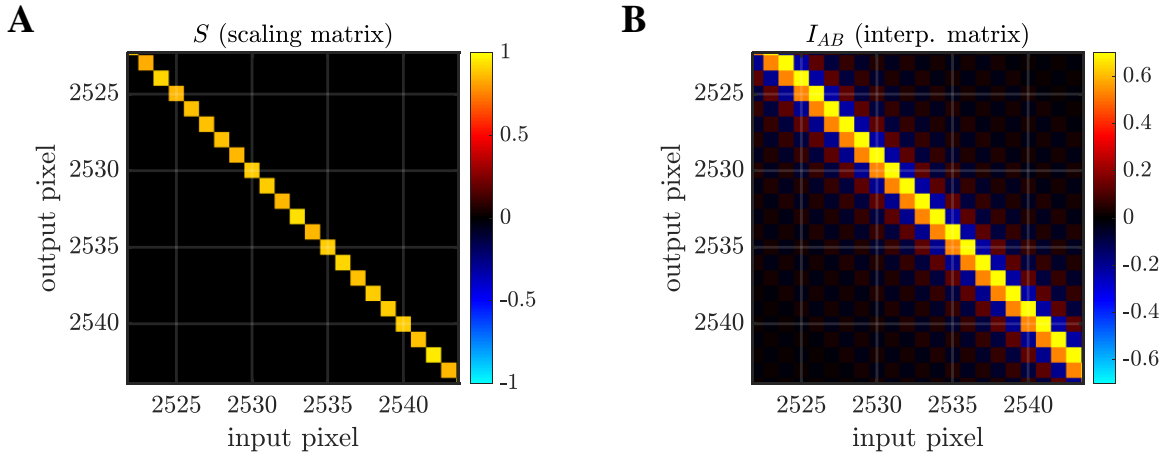 A
S (scaling matrix)
output pixel
2525
2530
2535
2540
2525 2530 2535 2540
input pixel
1
0.5
0
-0.5
-1
B
I_AB (interp. matrix)
output pixel
2525
2530
2535
2540
2525 2530 2535 2540
input pixel
0.6
0.4
0.2
0
-0.2
-0.4
-0.6